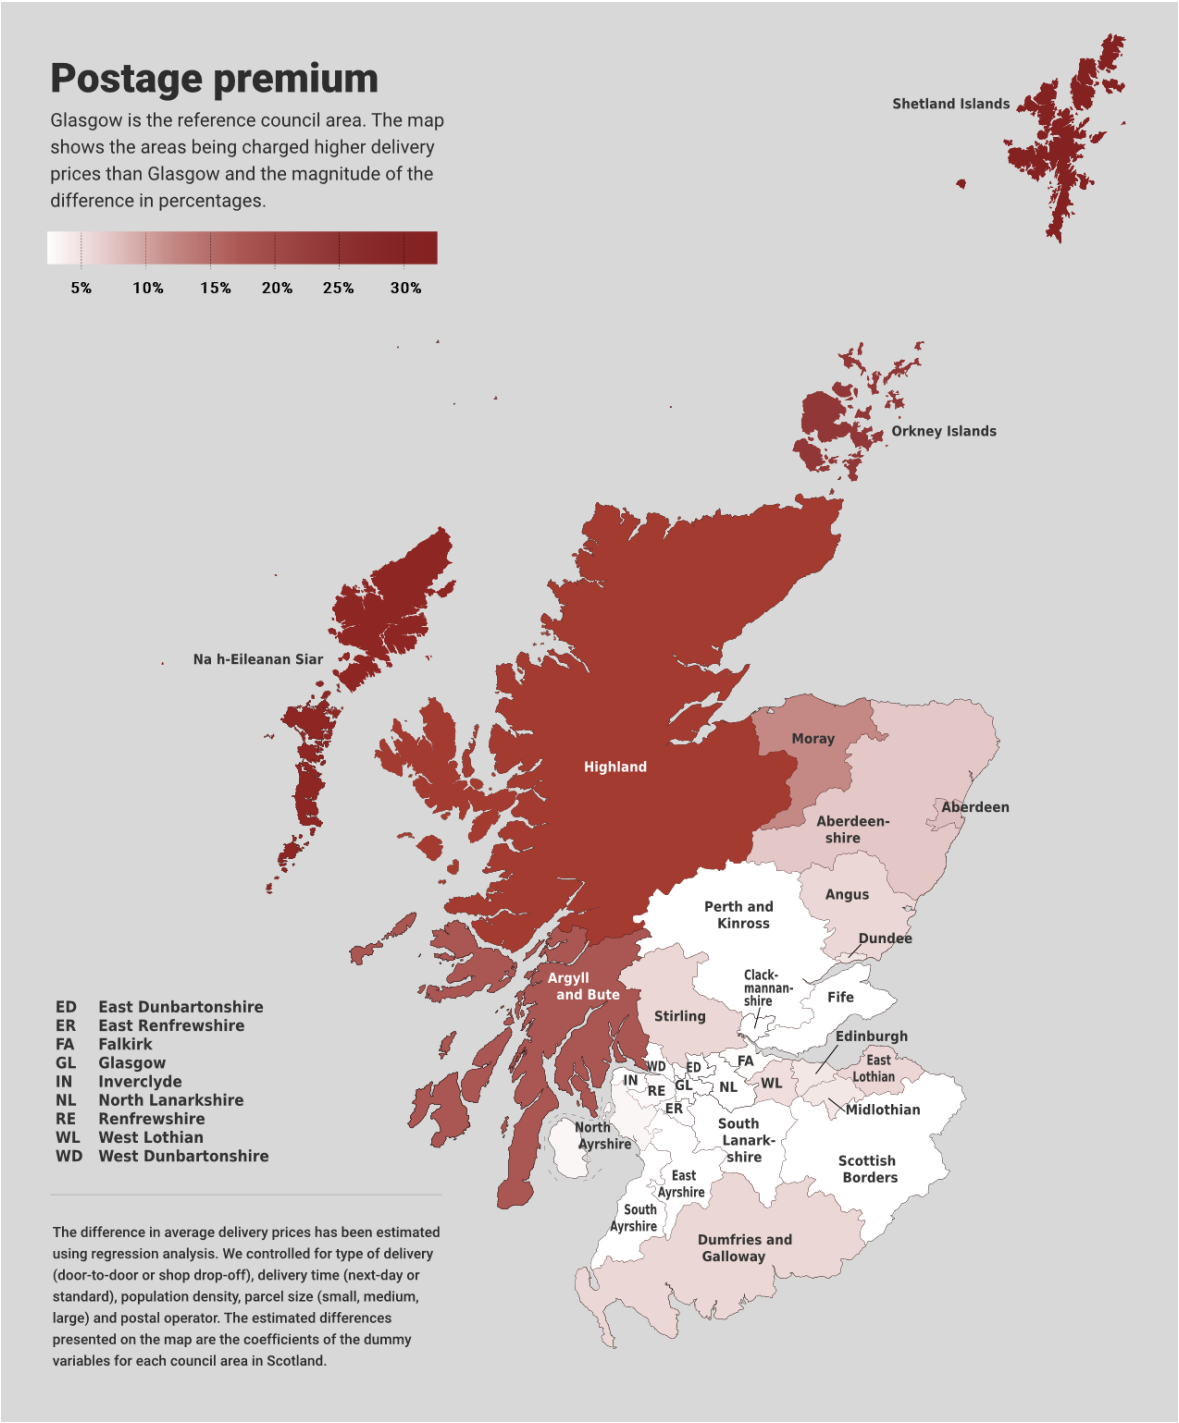 Postage premium
Glasgow is the reference council area. The map
shows the areas being charged higher delivery
prices than Glasgow and the magnitude of the
difference in percentages.
5% 10% 15% 20% 25% 30%
Shetland Islands
Orkney Islands
Na h-Eileanan Siar
Highland
Moray
Aberdeen
Aberdeen-
shire
Angus
Perth and
Kinross
Dundee
Argyll
and Bute
Clack-
mannan-
shire
Fife
Stirling
Edinburgh
East
Lothian
FA
WD
ED
IN
RE
GL
NL
WL
ER
Midlothian
North
Ayrshire
South
Lanark-
shire
Scottish
Borders
East
Ayrshire
South
Ayrshire
Dumfries and
Galloway
ED East Dunbartonshire
ER East Renfrewshire
FA Falkirk
GL Glasgow
IN Inverclyde
NL North Lanarkshire
RE Renfrewshire
WL West Lothian
WD West Dunbartonshire
The difference in average delivery prices has been estimated
using regression analysis. We controlled for type of delivery
(door-to-door or shop drop-off), delivery time (next-day or
standard), population density, parcel size (small, medium,
large) and postal operator. The estimated differences
presented on the map are the coefficients of the dummy
variables for each council area in Scotland.